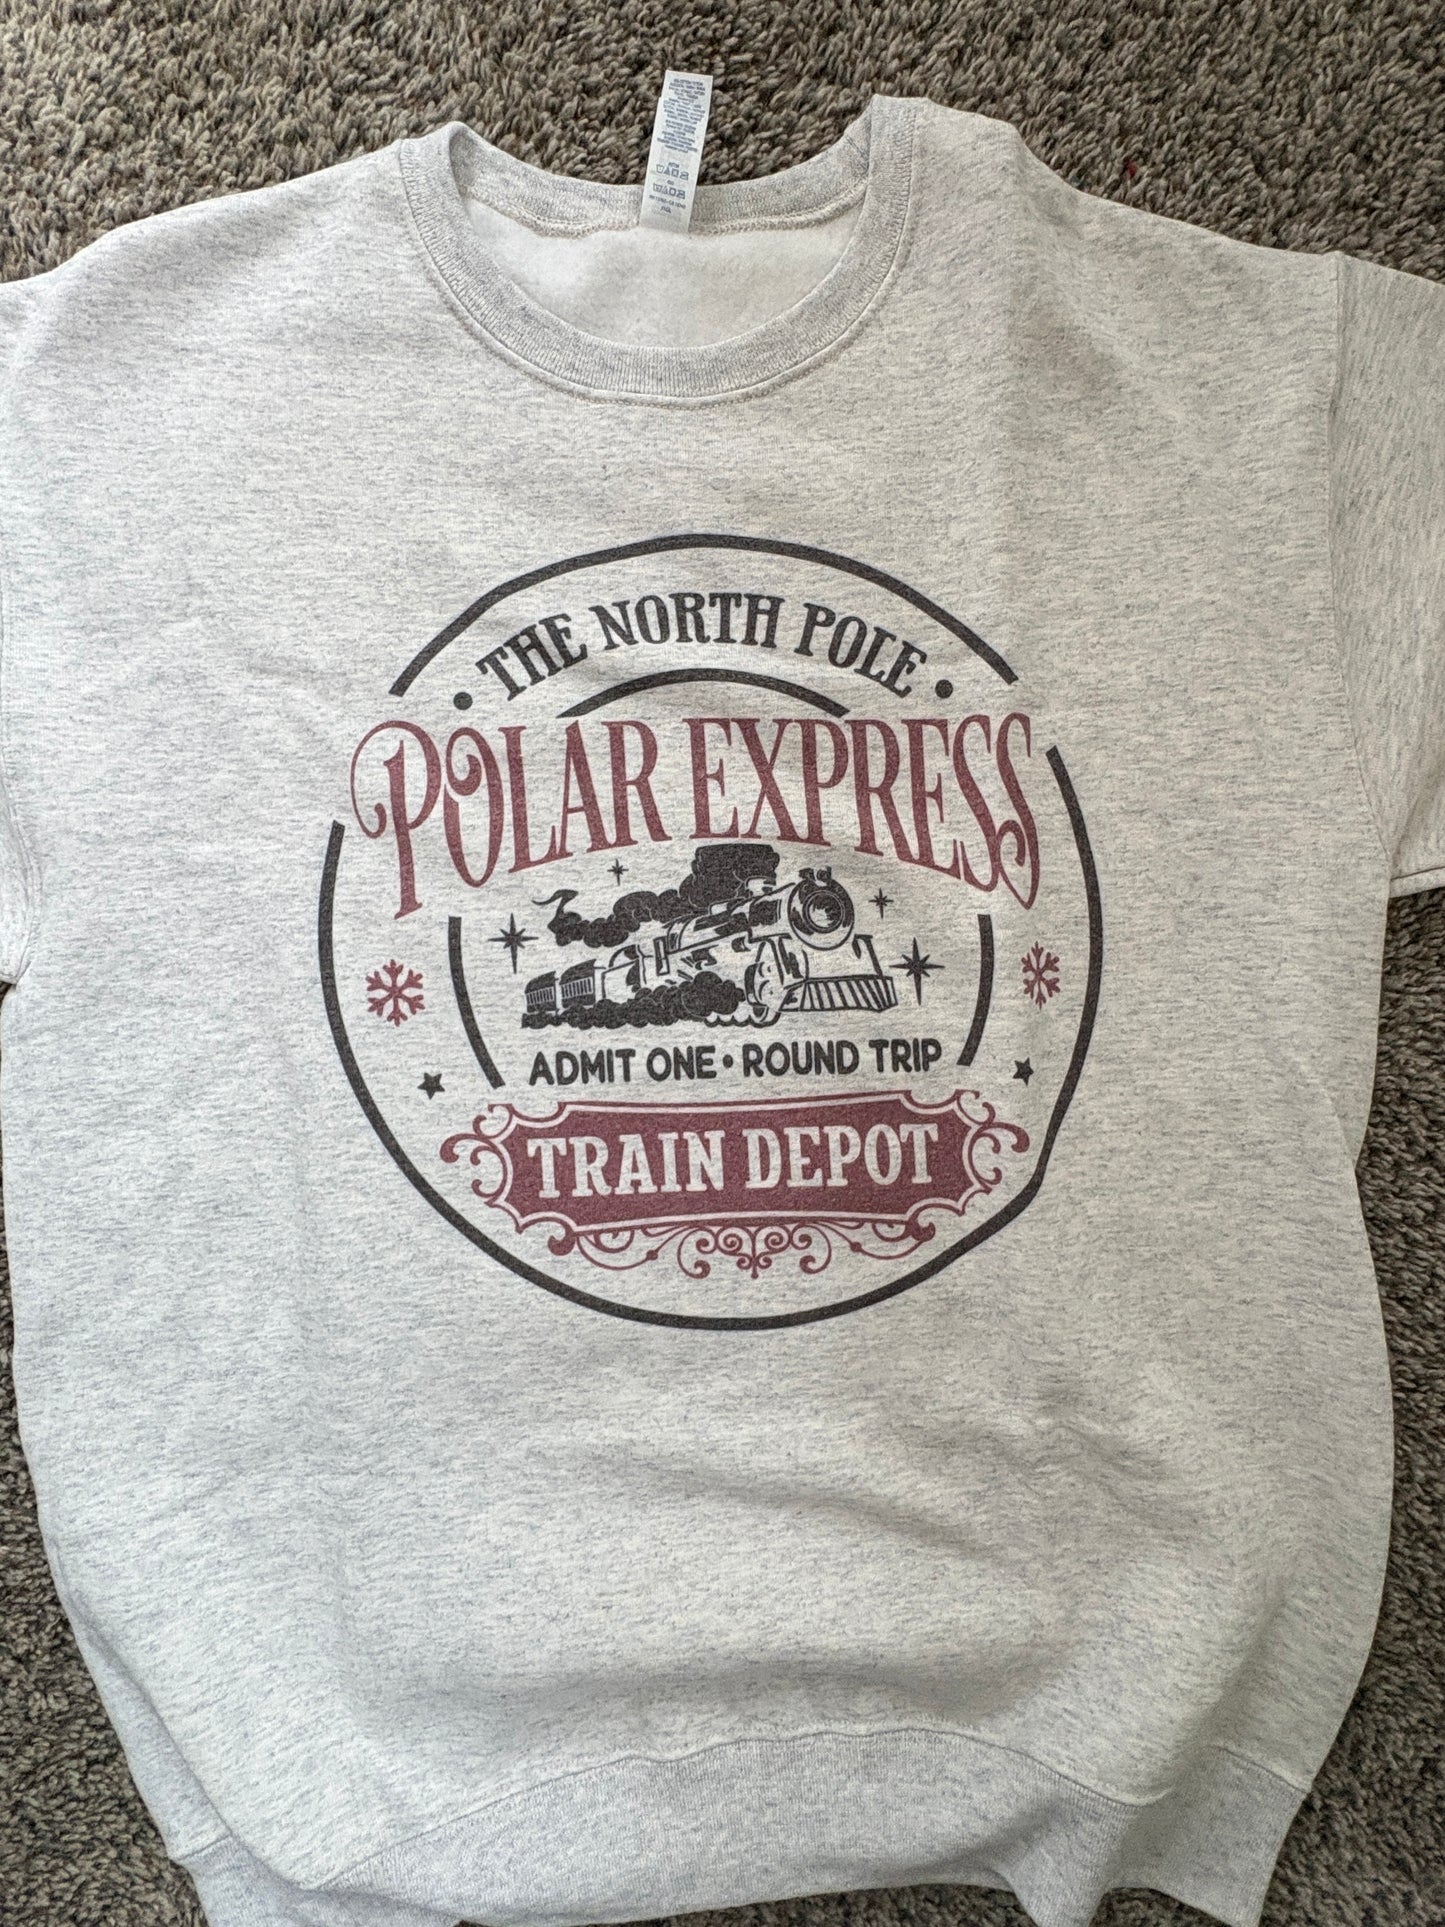 • THE NORTH POLE •
POLAR EXPRESS
ADMIT ONE • ROUND TRIP
TRAIN DEPOT